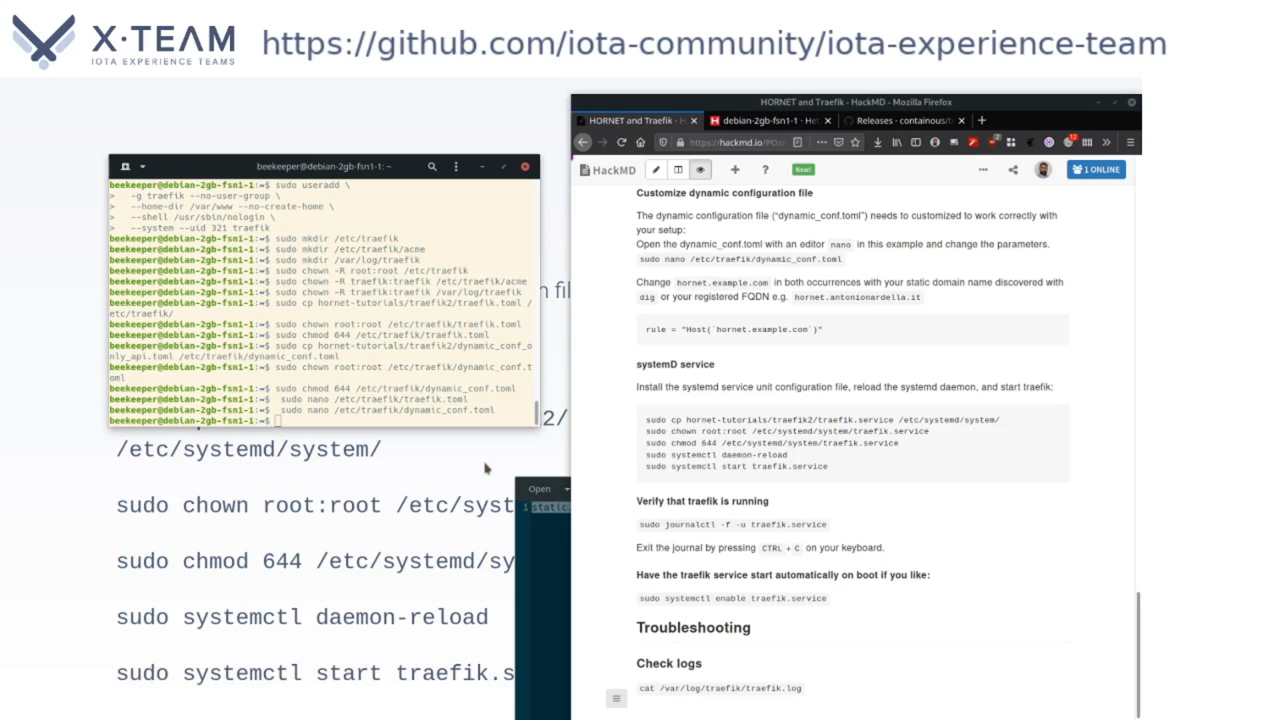 X·TEAM
IOTA EXPERIENCE TEAMS
https://github.com/iota-community/iota-experience-team
beekeeper@debian-2gb-fsn1-1: ~
beekeeper@debian-2gb-fsn1-1:~$ sudo useradd \
>   -g traefik --no-user-group \
>   --home-dir /var/www --no-create-home \
>   --shell /usr/sbin/nologin \
>   --system --uid 321 traefik
beekeeper@debian-2gb-fsn1-1:~$ sudo mkdir /etc/traefik
beekeeper@debian-2gb-fsn1-1:~$ sudo mkdir /etc/traefik/acme
beekeeper@debian-2gb-fsn1-1:~$ sudo mkdir /var/log/traefik
beekeeper@debian-2gb-fsn1-1:~$ sudo chown -R root:root /etc/traefik
beekeeper@debian-2gb-fsn1-1:~$ sudo chown -R traefik:traefik /etc/traefik/acme
beekeeper@debian-2gb-fsn1-1:~$ sudo chown -R traefik:traefik /var/log/traefik
beekeeper@debian-2gb-fsn1-1:~$ sudo cp hornet-tutorials/traefik2/traefik.toml /
etc/traefik/
beekeeper@debian-2gb-fsn1-1:~$ sudo chown root:root /etc/traefik/traefik.toml
beekeeper@debian-2gb-fsn1-1:~$ sudo chmod 644 /etc/traefik/traefik.toml
beekeeper@debian-2gb-fsn1-1:~$ sudo cp hornet-tutorials/traefik2/dynamic_conf_o
nly_api.toml /etc/traefik/dynamic_conf.toml
beekeeper@debian-2gb-fsn1-1:~$ sudo chown root:root /etc/traefik/dynamic_conf.t
oml
beekeeper@debian-2gb-fsn1-1:~$ sudo chmod 644 /etc/traefik/dynamic_conf.toml
beekeeper@debian-2gb-fsn1-1:~$  sudo nano /etc/traefik/traefik.toml
beekeeper@debian-2gb-fsn1-1:~$  sudo nano /etc/traefik/dynamic_conf.toml
beekeeper@debian-2gb-fsn1-1:~$
n fil
2/
/etc/systemd/system/
sudo chown root:root /etc/syst
sudo chmod 644 /etc/systemd/sy
sudo systemctl daemon-reload
sudo systemctl start traefik.s
Open
1 static.
HORNET and Traefik - HackMD - Mozilla Firefox
HORNET and Traefik - H
debian-2gb-fsn1-1 · Het
Releases · containous/tr
https://hackmd.io/POx
HackMD
New!
1 ONLINE
Customize dynamic configuration file
The dynamic configuration file (“dynamic_conf.toml”) needs to customized to work correctly with
your setup:
Open the dynamic_conf.toml with an editor nano in this example and change the parameters.
sudo nano /etc/traefik/dynamic_conf.toml
Change hornet.example.com in both occurrences with your static domain name discovered with
dig or your registered FQDN e.g. hornet.antonionardella.it
rule = "Host(`hornet.example.com`)"
systemD service
Install the systemd service unit configuration file, reload the systemd daemon, and start traefik:
sudo cp hornet-tutorials/traefik2/traefik.service /etc/systemd/system/
sudo chown root:root /etc/systemd/system/traefik.service
sudo chmod 644 /etc/systemd/system/traefik.service
sudo systemctl daemon-reload
sudo systemctl start traefik.service
Verify that traefik is running
sudo journalctl -f -u traefik.service
Exit the journal by pressing CTRL + C on your keyboard.
Have the traefik service start automatically on boot if you like:
sudo systemctl enable traefik.service
Troubleshooting
Check logs
cat /var/log/traefik/traefik.log